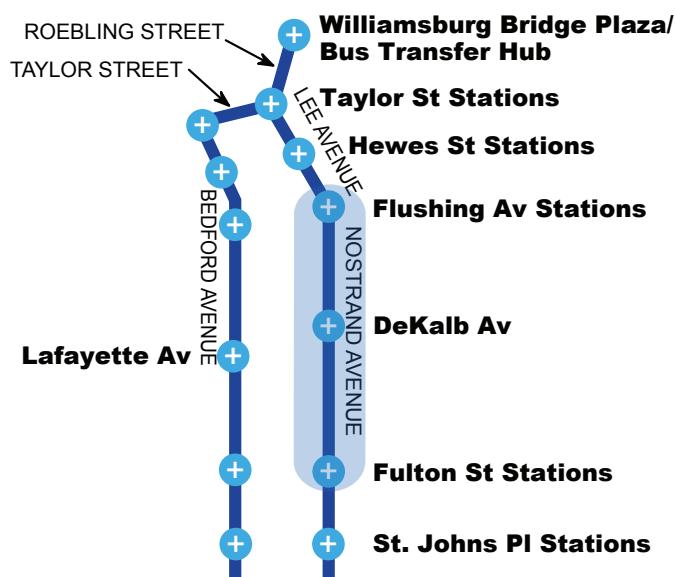 ROEBLING STREET
Williamsburg Bridge Plaza/
Bus Transfer Hub
TAYLOR STREET
Taylor St Stations
LEE AVENUE
Hewes St Stations
BEDFORD AVENUE
Flushing Av Stations
NOSTRAND AVENUE
DeKalb Av
Lafayette Av
Fulton St Stations
St. Johns Pl Stations